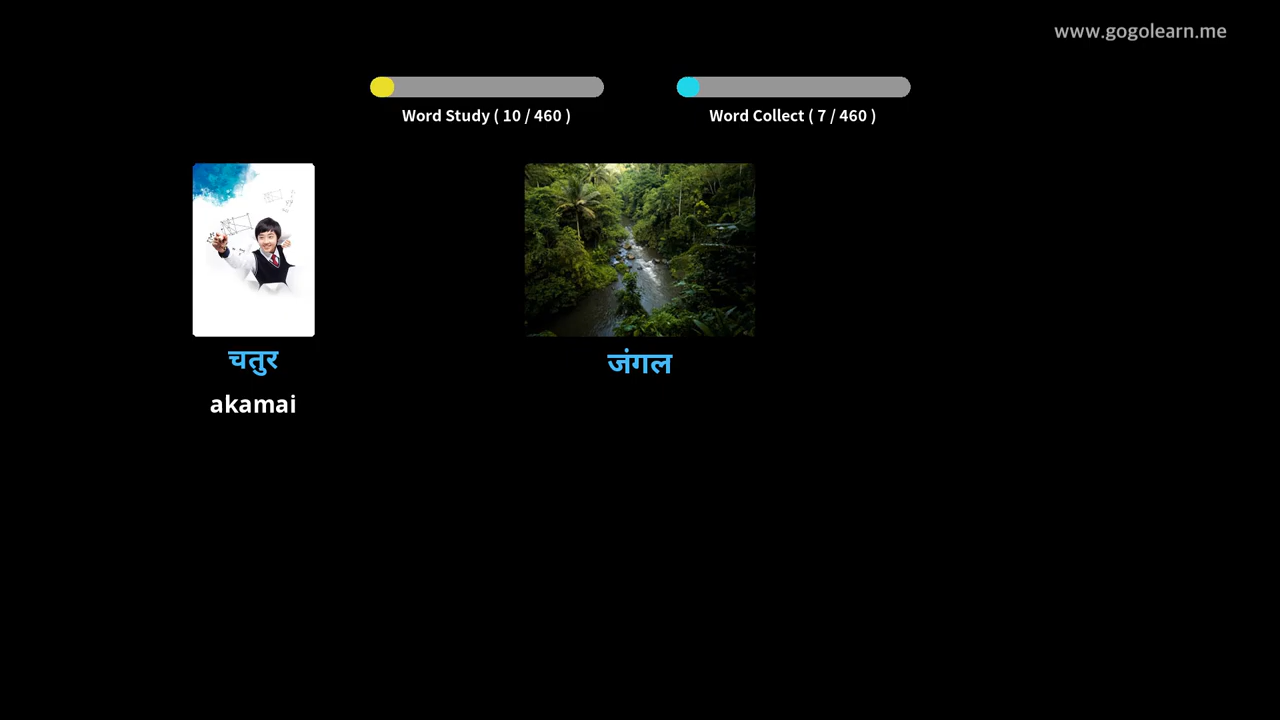 www.gogolearn.me
Word Study ( 10 / 460 )
Word Collect ( 7 / 460 )
चतुर
जंगल
akamai